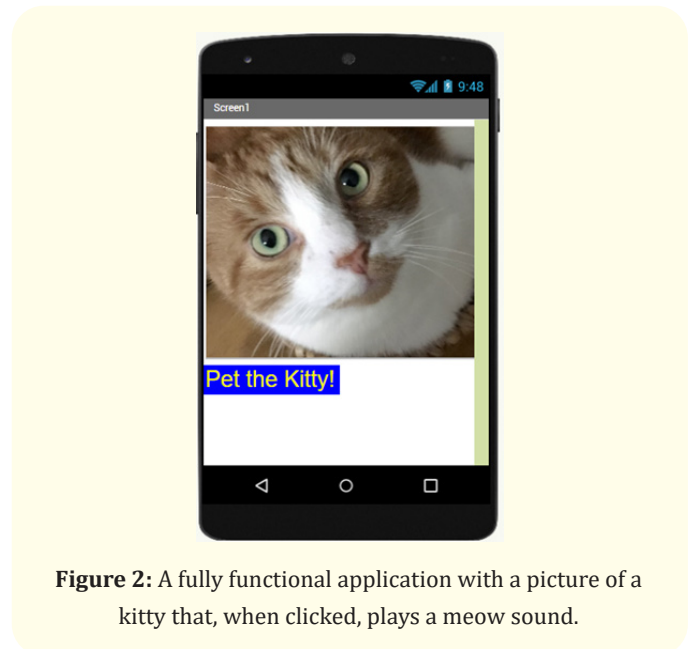 9:48
Screen1
Pet the Kitty!
Figure 2: A fully functional application with a picture of a
kitty that, when clicked, plays a meow sound.